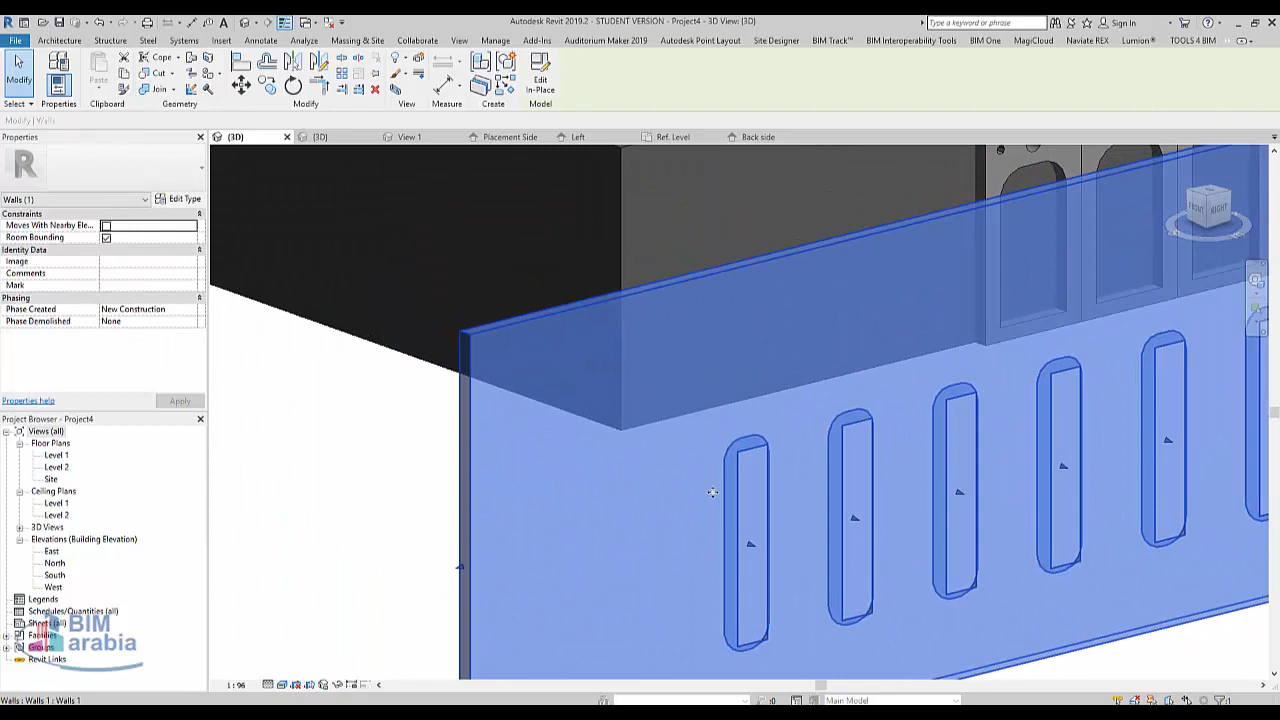 Autodesk Revit 2019.2 - STUDENT VERSION - Project4 - 3D View: {3D}
Type a keyword or phrase
Sign In
File Architecture Structure Steel Systems Insert Annotate Analyze Massing & Site Collaborate View Manage Add-Ins Auditorium Maker 2019 Autodesk Point Layout Site Designer BIM Track™ BIM Interoperability Tools BIM One MagiCloud Naviate REX Lumion® TOOLS 4 BIM
Modify
Properties
Paste
Cope
Cut
Join
Edit
In-Place
Select Properties Clipboard Geometry Modify View Measure Create Model
Modify | Walls
Properties
{3D} {3D} View 1 Placement Side Left Ref. Level Back side
Walls (1) Edit Type
Constraints
Moves With Nearby Ele...
Room Bounding
Identity Data
Image
Comments
Mark
Phasing
Phase Created New Construction
Phase Demolished None
Properties help Apply
Project Browser - Project4
Views (all)
Floor Plans
Level 1
Level 2
Site
Ceiling Plans
Level 1
Level 2
3D Views
Elevations (Building Elevation)
East
North
South
West
Legends
Schedules/Quantities (all)
Sheets (all)
Families
Groups
Revit Links
BIM
arabia
FRONT RIGHT
1 : 96
Walls : Walls 1 : Walls 1
:0
Main Model
:1